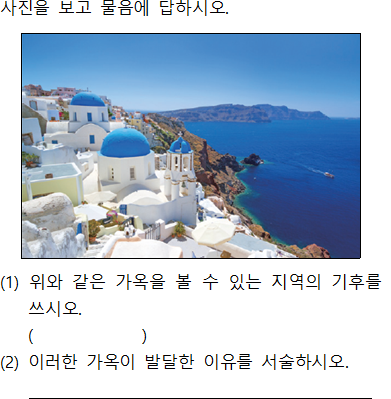 사진을 보고 물음에 답하시오.
(1) 위와 같은 가옥을 볼 수 있는 지역의 기후를
쓰시오.
( )
(2) 이러한 가옥이 발달한 이유를 서술하시오.